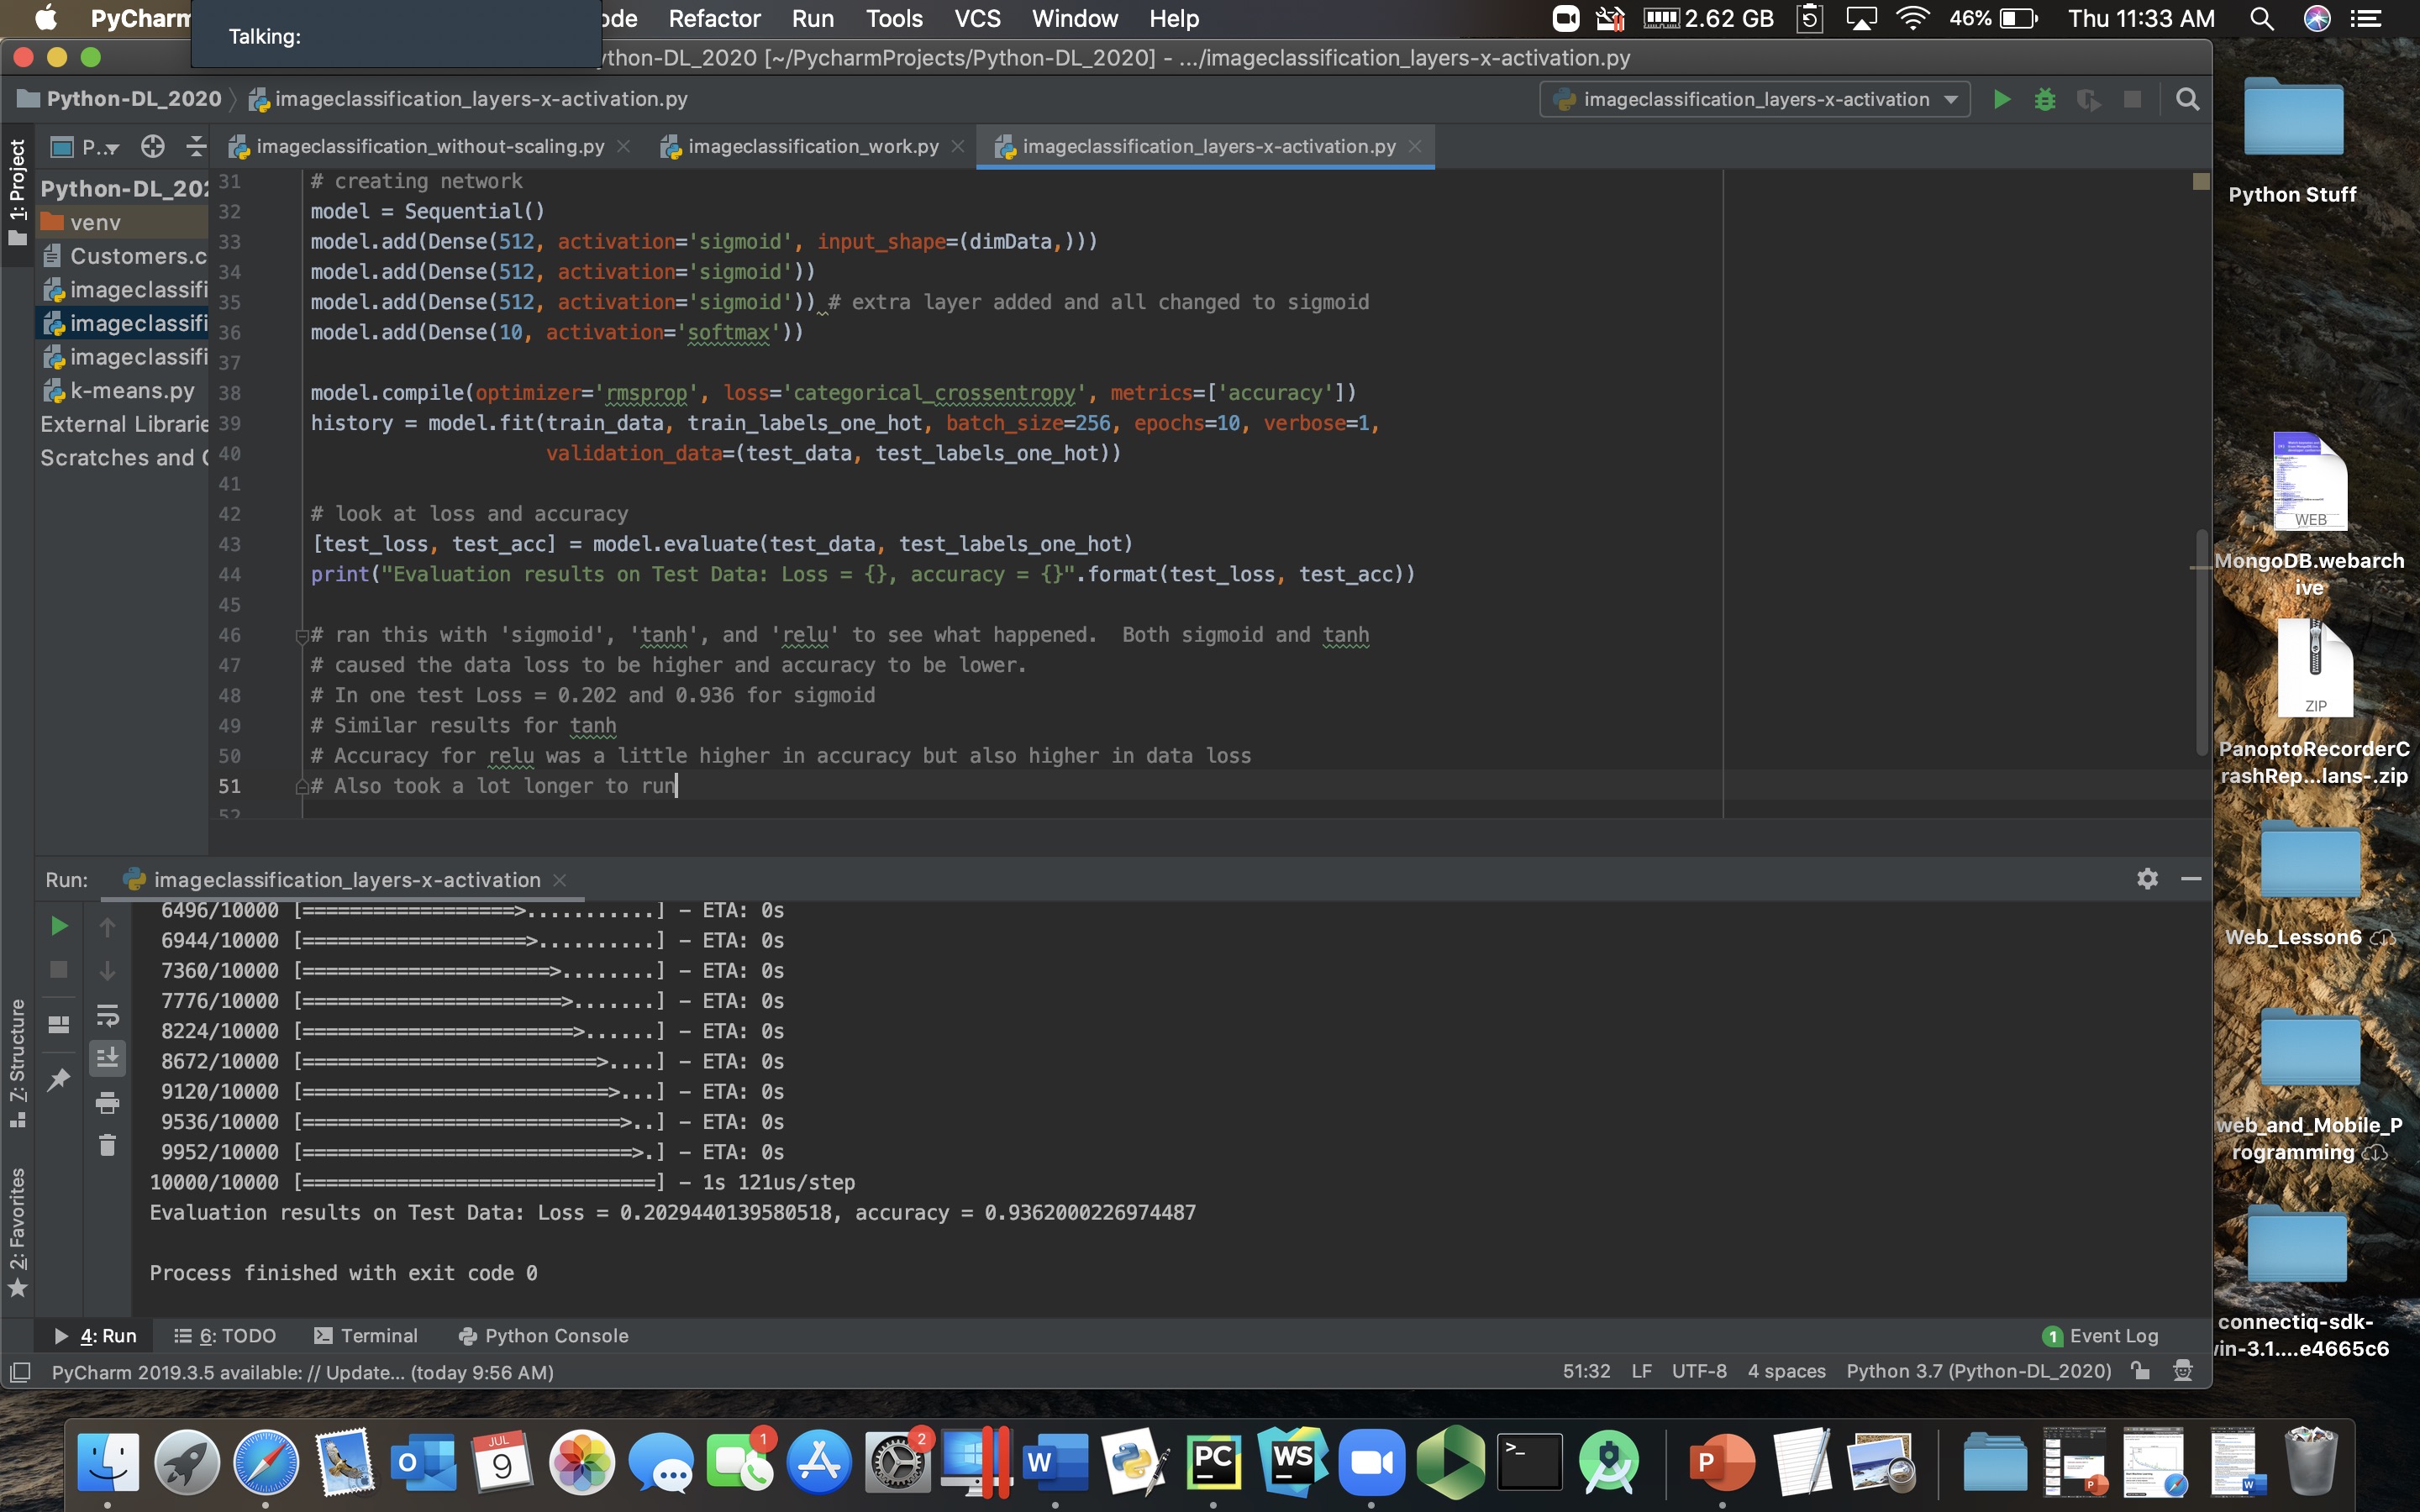 PyCharm
Talking:
ode Refactor Run Tools VCS Window Help
2.62 GB 46% Thu 11:33 AM
ython-DL_2020 [~/PycharmProjects/Python-DL_2020] - .../imageclassification_layers-x-activation.py
Python-DL_2020 imageclassification_layers-x-activation.py
imageclassification_layers-x-activation
P.. imageclassification_without-scaling.py imageclassification_work.py imageclassification_layers-x-activation.py
1: Project
Python-DL_202
venv
Customers.c
imageclassifi
imageclassifi
imageclassifi
k-means.py
External Librarie
Scratches and C
31 # creating network
32 model = Sequential()
33 model.add(Dense(512, activation='sigmoid', input_shape=(dimData,)))
34 model.add(Dense(512, activation='sigmoid'))
35 model.add(Dense(512, activation='sigmoid')) # extra layer added and all changed to sigmoid
36 model.add(Dense(10, activation='softmax'))
37
38 model.compile(optimizer='rmsprop', loss='categorical_crossentropy', metrics=['accuracy'])
39 history = model.fit(train_data, train_labels_one_hot, batch_size=256, epochs=10, verbose=1,
40 validation_data=(test_data, test_labels_one_hot))
41
42 # look at loss and accuracy
43 [test_loss, test_acc] = model.evaluate(test_data, test_labels_one_hot)
44 print("Evaluation results on Test Data: Loss = {}, accuracy = {}".format(test_loss, test_acc))
45
46 # ran this with 'sigmoid', 'tanh', and 'relu' to see what happened.  Both sigmoid and tanh
47 # caused the data loss to be higher and accuracy to be lower.
48 # In one test Loss = 0.202 and 0.936 for sigmoid
49 # Similar results for tanh
50 # Accuracy for relu was a little higher in accuracy but also higher in data loss
51 # Also took a lot longer to run
52
Run: imageclassification_layers-x-activation
6496/10000 [==================>...........] - ETA: 0s
6944/10000 [===================>..........] - ETA: 0s
7360/10000 [=====================>........] - ETA: 0s
7776/10000 [======================>.......] - ETA: 0s
8224/10000 [=======================>......] - ETA: 0s
8672/10000 [=========================>....] - ETA: 0s
9120/10000 [==========================>...] - ETA: 0s
9536/10000 [===========================>..] - ETA: 0s
9952/10000 [============================>.] - ETA: 0s
10000/10000 [==============================] - 1s 121us/step
Evaluation results on Test Data: Loss = 0.2029440139580518, accuracy = 0.9362000226974487
Process finished with exit code 0
7: Structure
2: Favorites
4: Run 6: TODO Terminal Python Console 1 Event Log
PyCharm 2019.3.5 available: // Update... (today 9:56 AM) 51:32 LF UTF-8 4 spaces Python 3.7 (Python-DL_2020)
Python Stuff
WEB
MongoDB.webarch
ive
ZIP
PanoptoRecorderC
rashRep...lans-.zip
Web_Lesson6
web_and_Mobile_P
rogramming
connectiq-sdk-
win-3.1....e4665c6
JUL
9
1
2
W
PC
WS
P